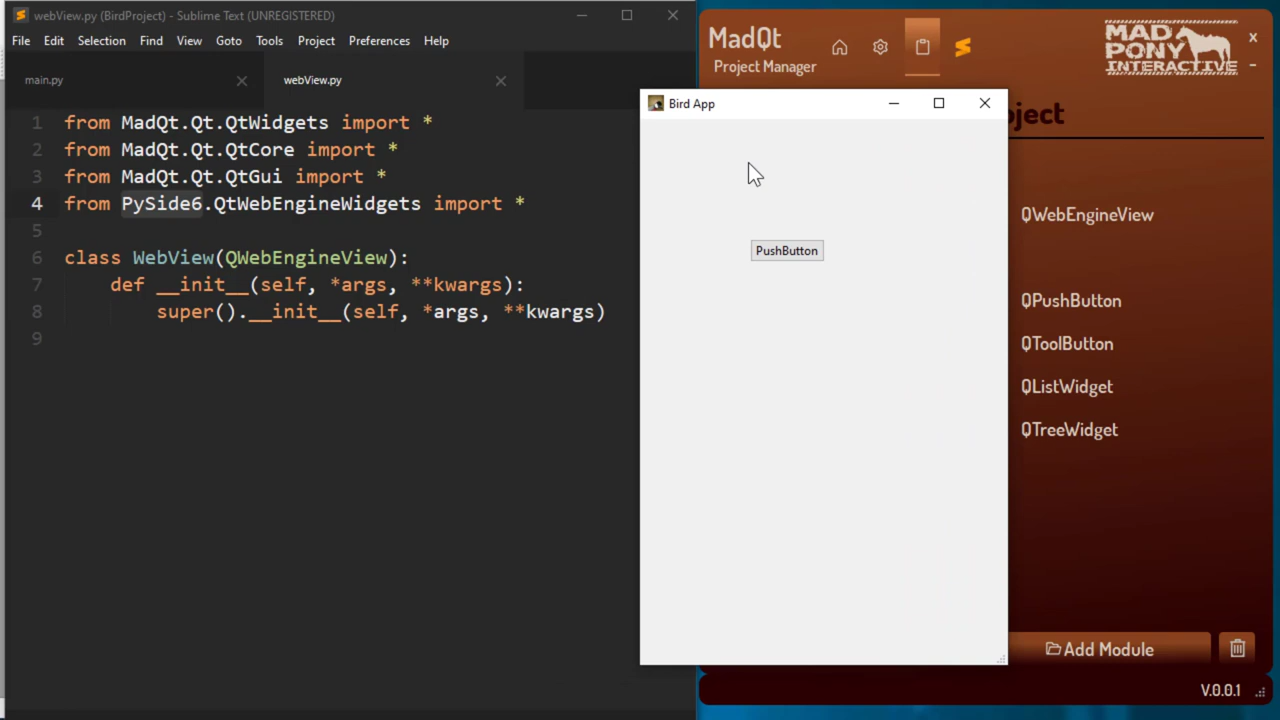 webView.py (BirdProject) - Sublime Text (UNREGISTERED)
File Edit Selection Find View Goto Tools Project Preferences Help
main.py webView.py
1 from MadQt.Qt.QtWidgets import *
2 from MadQt.Qt.QtCore import *
3 from MadQt.Qt.QtGui import *
4 from PySide6.QtWebEngineWidgets import *
5
6 class WebView(QWebEngineView):
7 def __init__(self, *args, **kwargs):
8 super().__init__(self, *args, **kwargs)
9
MadQt
Project Manager
MAD
PONY
INTERACTIVE
oject
Bird App
PushButton
QWebEngineView
QPushButton
QToolButton
QListWidget
QTreeWidget
Add Module
V.0.0.1